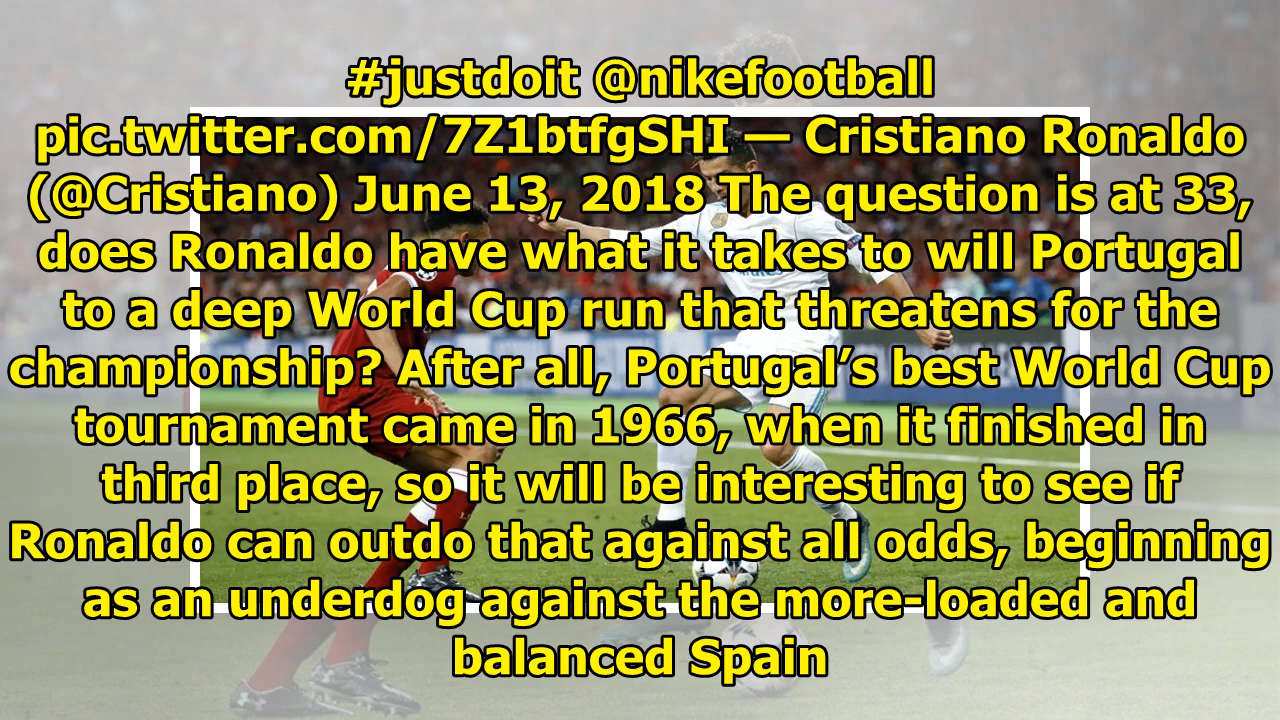 #justdoit @nikefootball
pic.twitter.com/7Z1btfgSHI — Cristiano Ronaldo
(@Cristiano) June 13, 2018 The question is at 33,
does Ronaldo have what it takes to will Portugal
to a deep World Cup run that threatens for the
championship? After all, Portugal’s best World Cup
tournament came in 1966, when it finished in
third place, so it will be interesting to see if
Ronaldo can outdo that against all odds, beginning
as an underdog against the more-loaded and
balanced Spain